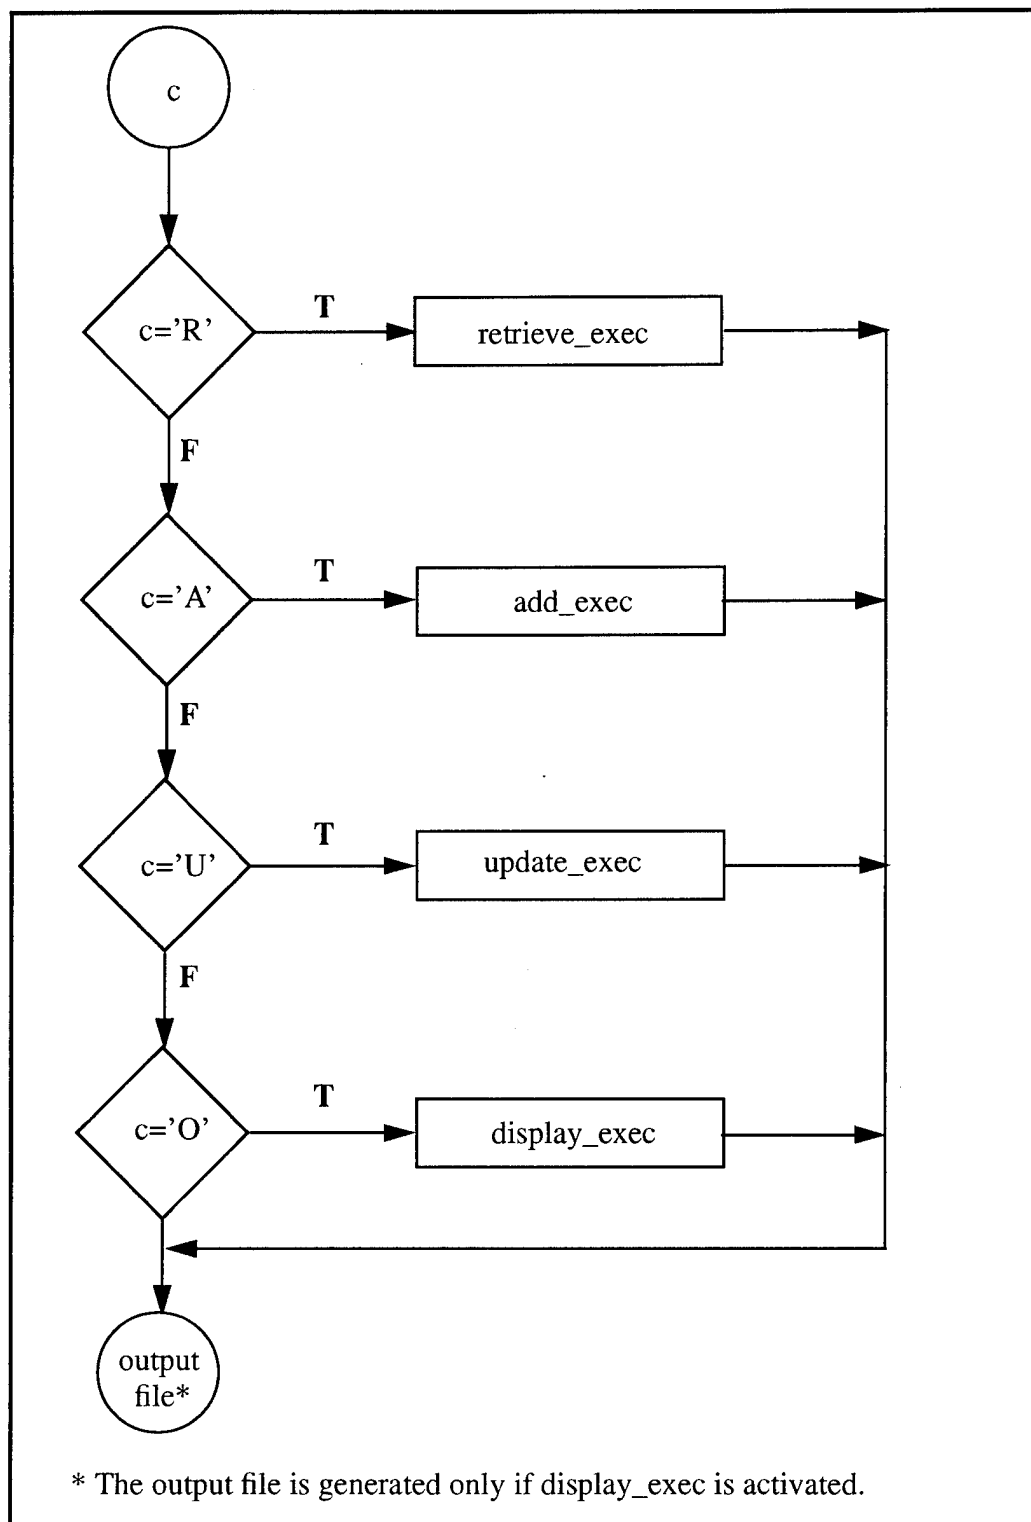 c
c='R'
T
retrieve_exec
F
c='A'
T
add_exec
F
c='U'
T
update_exec
F
c='O'
T
display_exec
output
file*
* The output file is generated only if display_exec is activated.